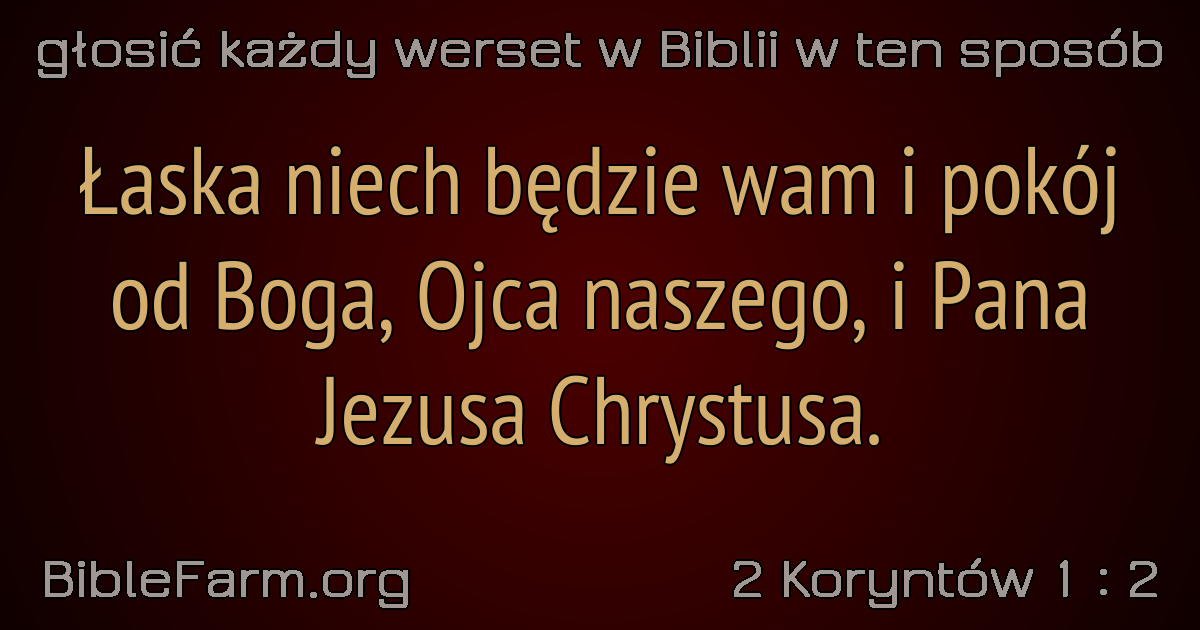 głosić każdy werset w Biblii w ten sposób
Łaska niech będzie wam i pokój
od Boga, Ojca naszego, i Pana
Jezusa Chrystusa.
BibleFarm.org
2 Koryntów 1 : 2